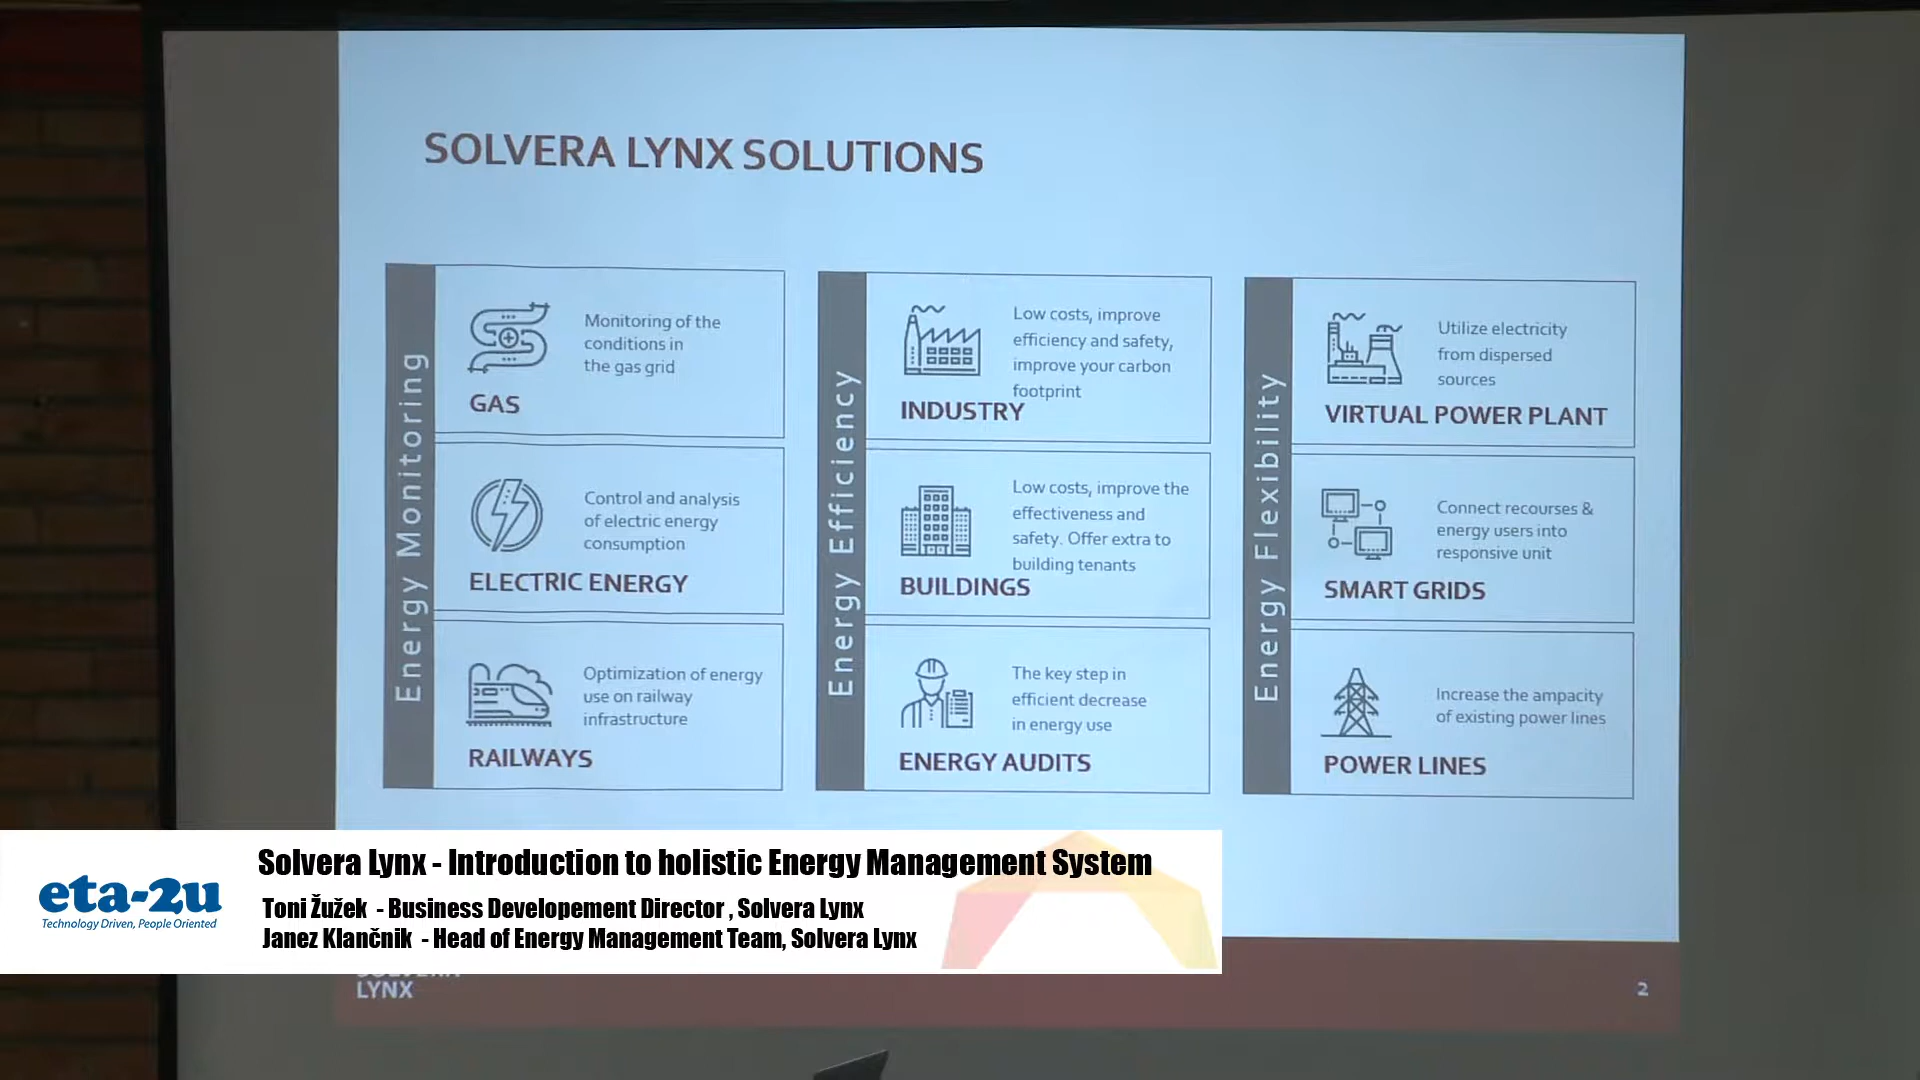 SOLVERA LYNX SOLUTIONS
Energy Monitoring
Monitoring of the
conditions in
the gas grid
GAS
Control and analysis
of electric energy
consumption
ELECTRIC ENERGY
Optimization of energy
use on railway
infrastructure
RAILWAYS
Energy Efficiency
Low costs, improve
efficiency and safety,
improve your carbon
footprint
INDUSTRY
Low costs, improve the
effectiveness and
safety. Offer extra to
building tenants
BUILDINGS
The key step in
efficient decrease
in energy use
ENERGY AUDITS
Energy Flexibility
Utilize electricity
from dispersed
sources
VIRTUAL POWER PLANT
Connect recourses &
energy users into
responsive unit
SMART GRIDS
Increase the ampacity
of existing power lines
POWER LINES
eta-2u
Technology Driven, People Oriented
Solvera Lynx - Introduction to holistic Energy Management System
Toni Žužek - Business Developement Director , Solvera Lynx
Janez Klančnik - Head of Energy Management Team, Solvera Lynx
LYNX
2